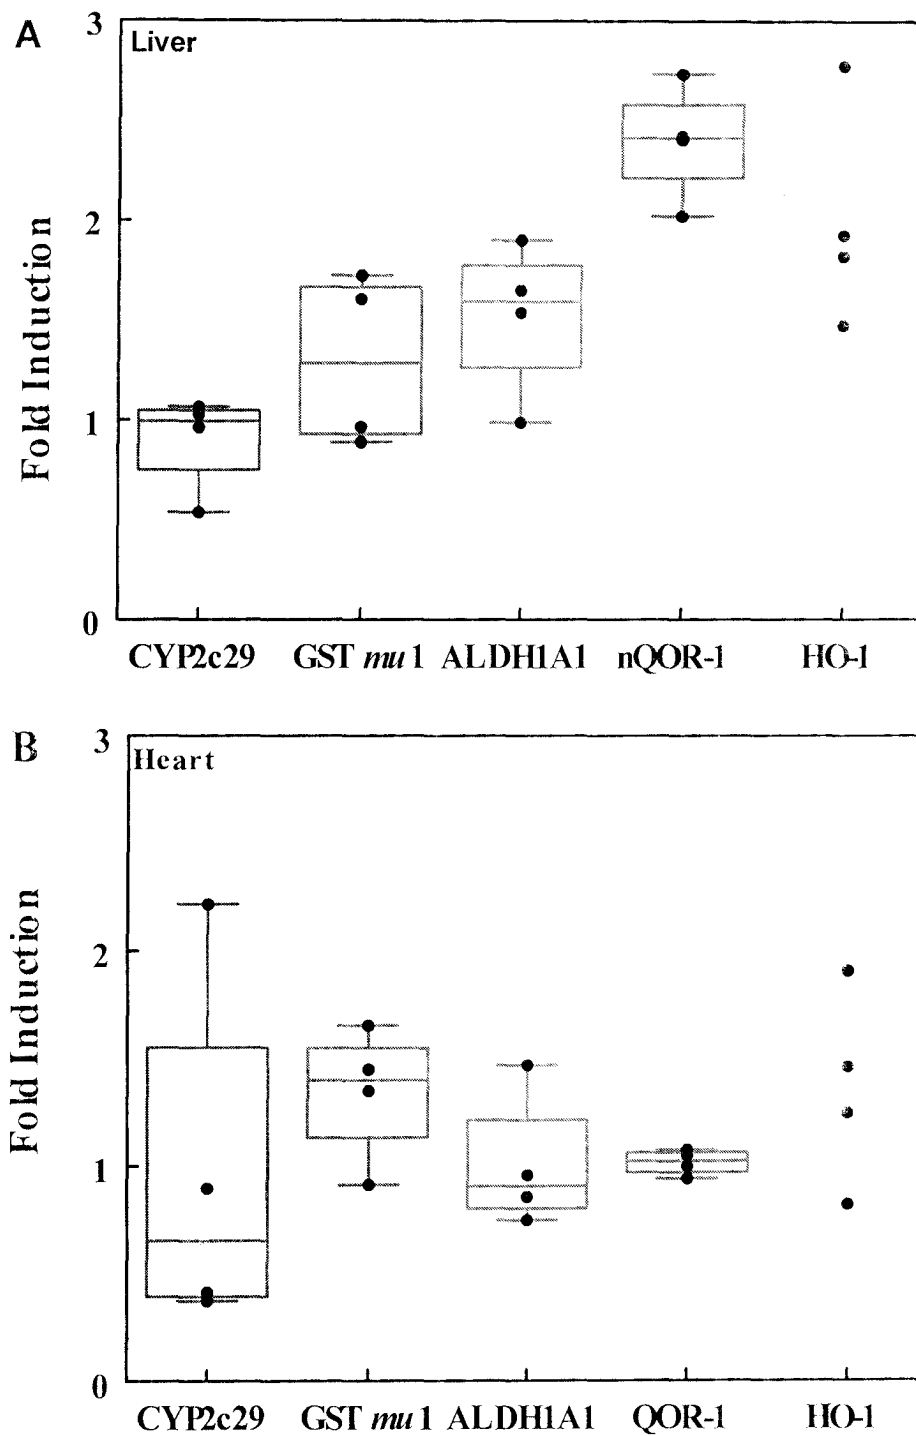 A
Liver
3
2
1
0
Fold Induction
CYP2c29 GST mu 1 ALDH1A1 nQOR-1 HO-1
B
Heart
3
2
1
0
Fold Induction
CYP2c29 GST mu 1 ALDH1A1 QOR-1 HO-1